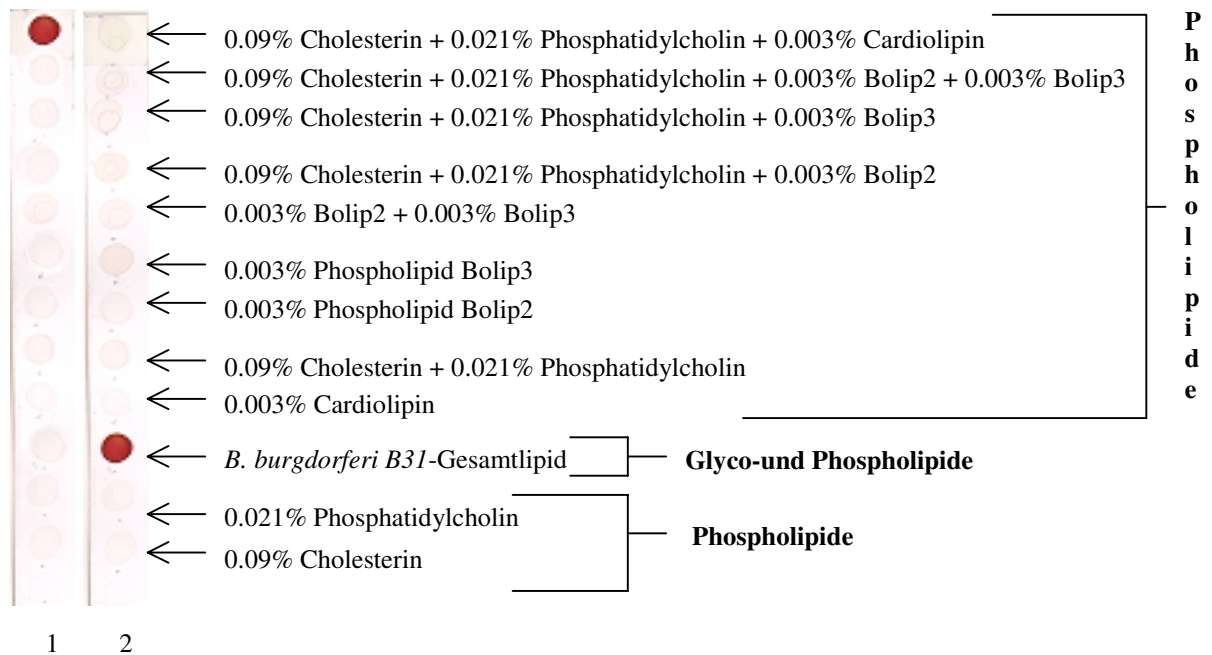 0.09% Cholesterin + 0.021% Phosphatidylcholin + 0.003% Cardiolipin
0.09% Cholesterin + 0.021% Phosphatidylcholin + 0.003% Bolip2 + 0.003% Bolip3
0.09% Cholesterin + 0.021% Phosphatidylcholin + 0.003% Bolip3
0.09% Cholesterin + 0.021% Phosphatidylcholin + 0.003% Bolip2
0.003% Bolip2 + 0.003% Bolip3
0.003% Phospholipid Bolip3
0.003% Phospholipid Bolip2
0.09% Cholesterin + 0.021% Phosphatidylcholin
0.003% Cardiolipin
Phospholipide
B. burgdorferi B31-Gesamtlipid
Glyco-und Phospholipide
0.021% Phosphatidylcholin
0.09% Cholesterin
Phospholipide
1 2